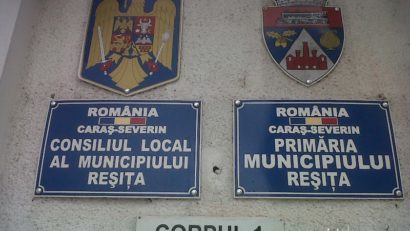 ROMÂNIA
CARAȘ-SEVERIN
CONSILIUL LOCAL
AL MUNICIPIULUI
REȘIȚA
ROMÂNIA
CARAȘ-SEVERIN
PRIMĂRIA
MUNICIPIULUI
REȘIȚA
CORPUL 1